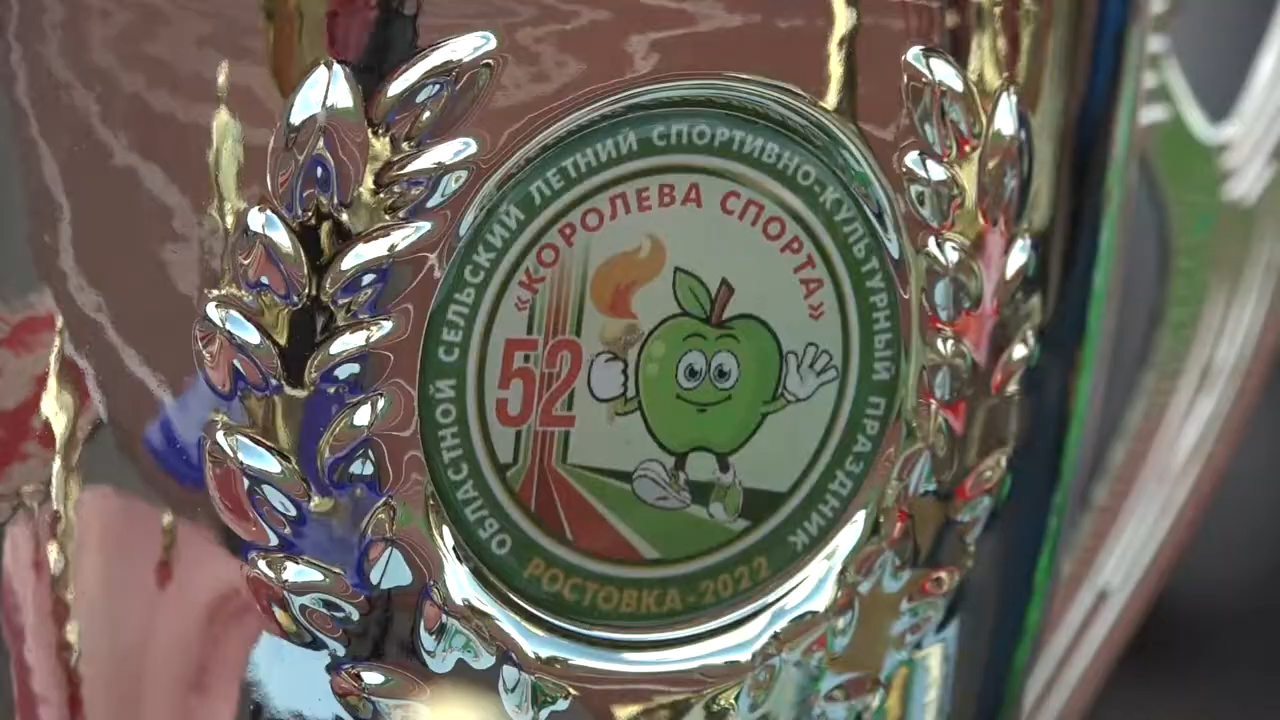 ОБЛАСТНОЙ СЕЛЬСКИЙ ЛЕТНИЙ СПОРТИВНО-КУЛЬТУРНЫЙ ПРАЗДНИК
«КОРОЛЕВА СПОРТА»
52
РОСТОВКА-2022